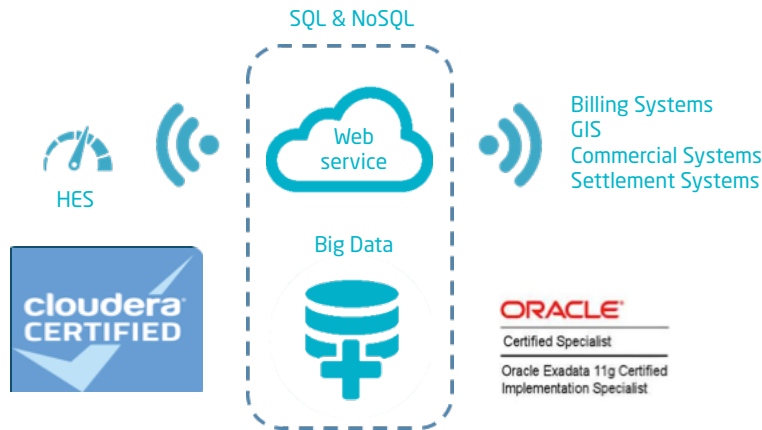 SQL & NoSQL
Web
service
HES
Billing Systems
GIS
Commercial Systems
Settlement Systems
Big Data
cloudera
CERTIFIED
ORACLE
Certified Specialist
Oracle Exadata 11g Certified
Implementation Specialist